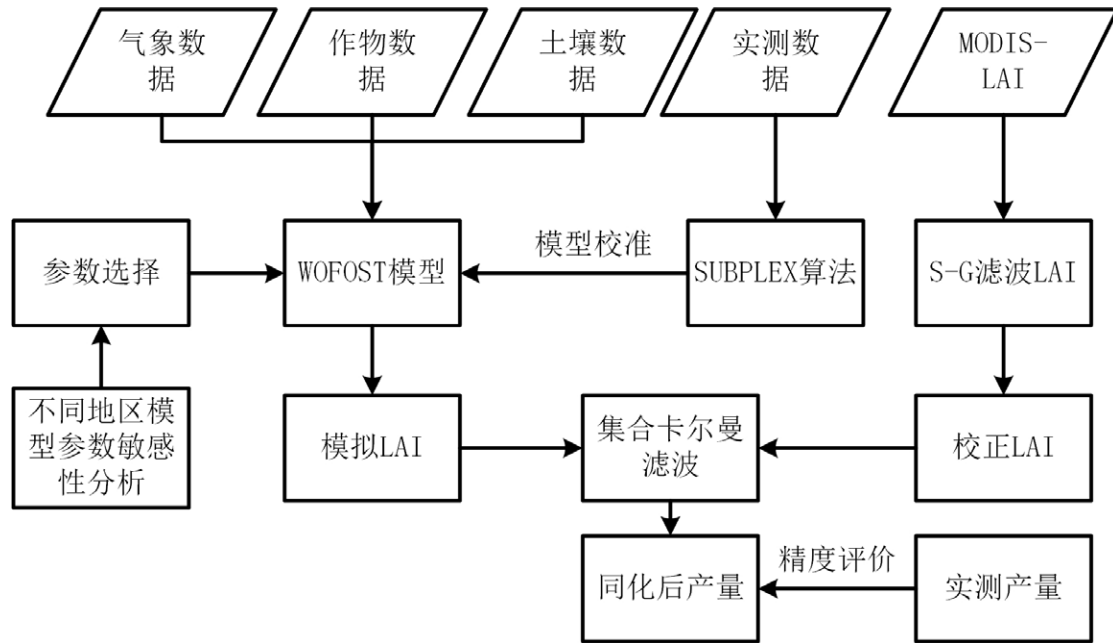 气象数
据
作物数
据
土壤数
据
实测数
据
MODIS-
LAI
模型校准
参数选择
WOFOST模型
SUBPLEX算法
S-G滤波LAI
不同地区模
型参数敏感
性分析
模拟LAI
集合卡尔曼
滤波
校正LAI
同化后产量
精度评价
实测产量